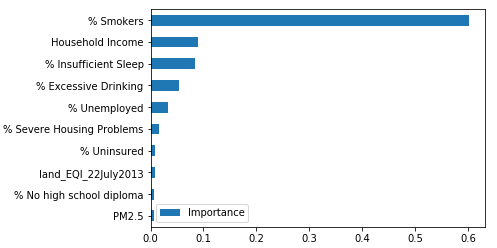 % Smokers
Household Income
% Insufficient Sleep
% Excessive Drinking
% Unemployed
% Severe Housing Problems
% Uninsured
land_EQI_22July2013
% No high school diploma
PM2.5
Importance
0.0 0.1 0.2 0.3 0.4 0.5 0.6